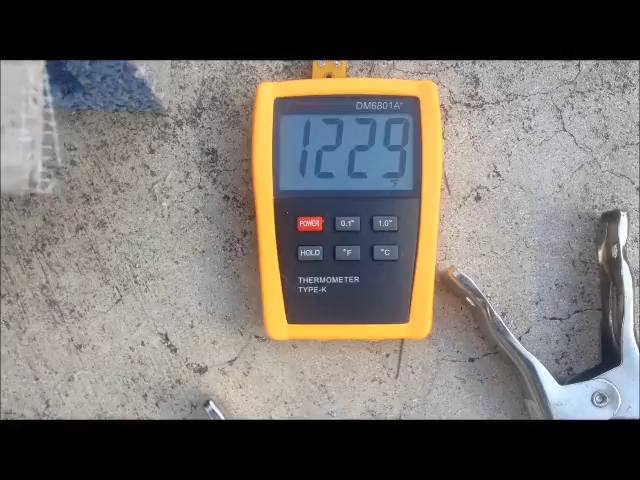 DM6801A+
1229
°F
POWER 0.1° 1.0°
HOLD °F °C
THERMOMETER
TYPE-K